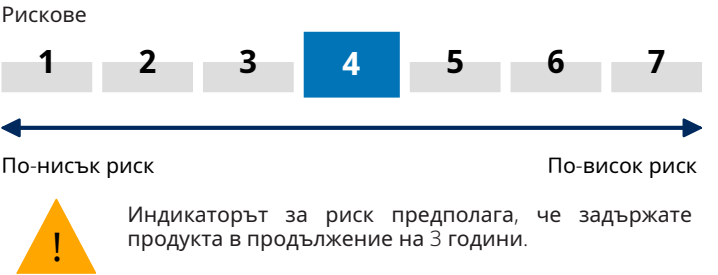 Рискове
1 2 3 4 5 6 7
По-нисък риск По-висок риск
! Индикаторът за риск предполага, че задържате
продукта в продължение на 3 години.